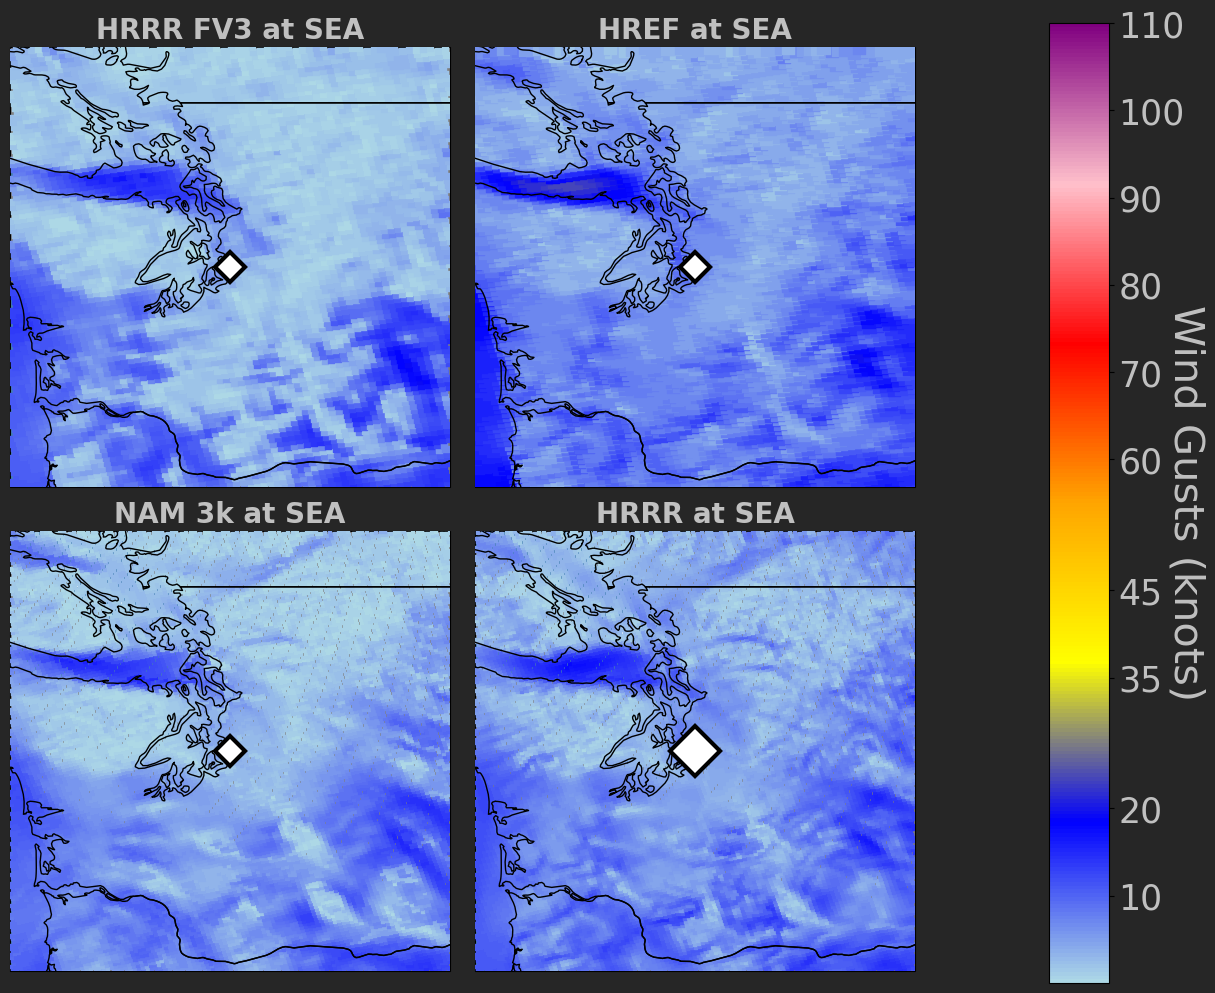 HRRR FV3 at SEA
HREF at SEA
NAM 3k at SEA
HRRR at SEA
110
100
90
80
70
60
45
35
20
10
Wind Gusts (knots)